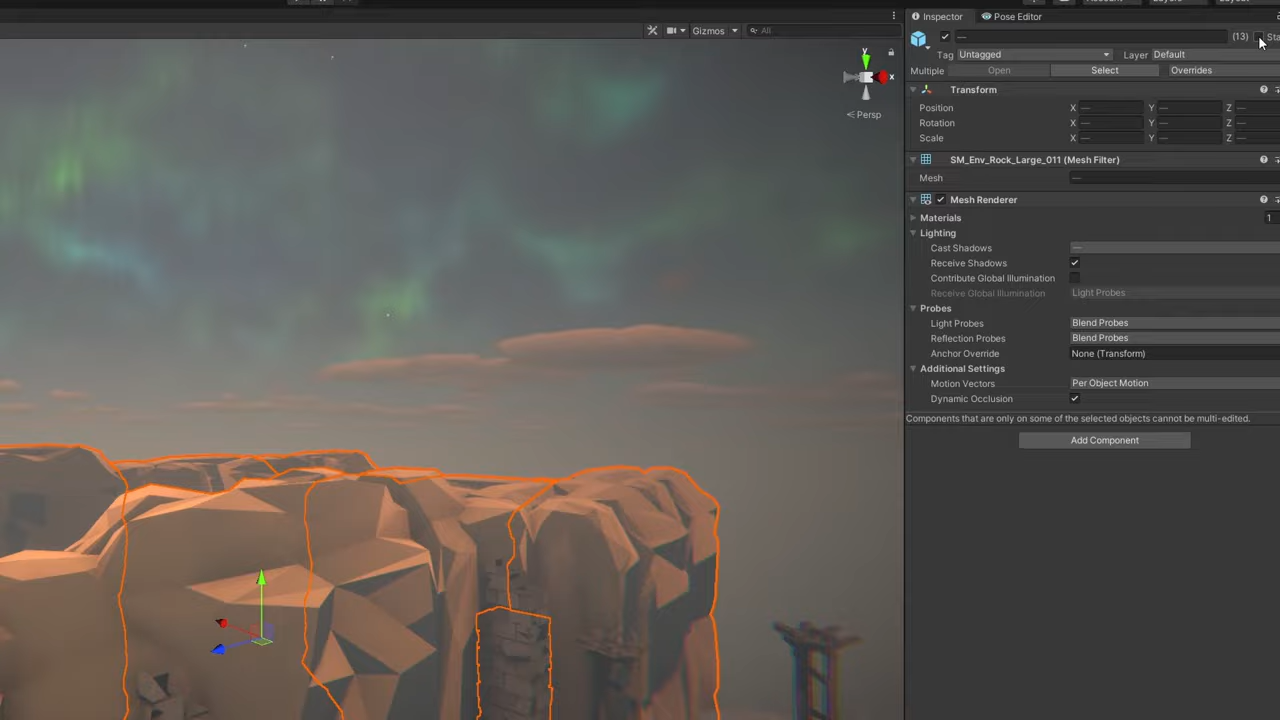 Inspector Pose Editor
Gizmos All
— (13) Sta
Tag Untagged Layer Default
Multiple Open Select Overrides
Transform
Position X — Y — Z —
Rotation X — Y — Z —
Scale X — Y — Z —
SM_Env_Rock_Large_011 (Mesh Filter)
Mesh —
Mesh Renderer
Materials 1
Lighting
Cast Shadows —
Receive Shadows
Contribute Global Illumination
Receive Global Illumination Light Probes
Probes
Light Probes Blend Probes
Reflection Probes Blend Probes
Anchor Override None (Transform)
Additional Settings
Motion Vectors Per Object Motion
Dynamic Occlusion
Components that are only on some of the selected objects cannot be multi-edited.
Add Component
y
x
< Persp